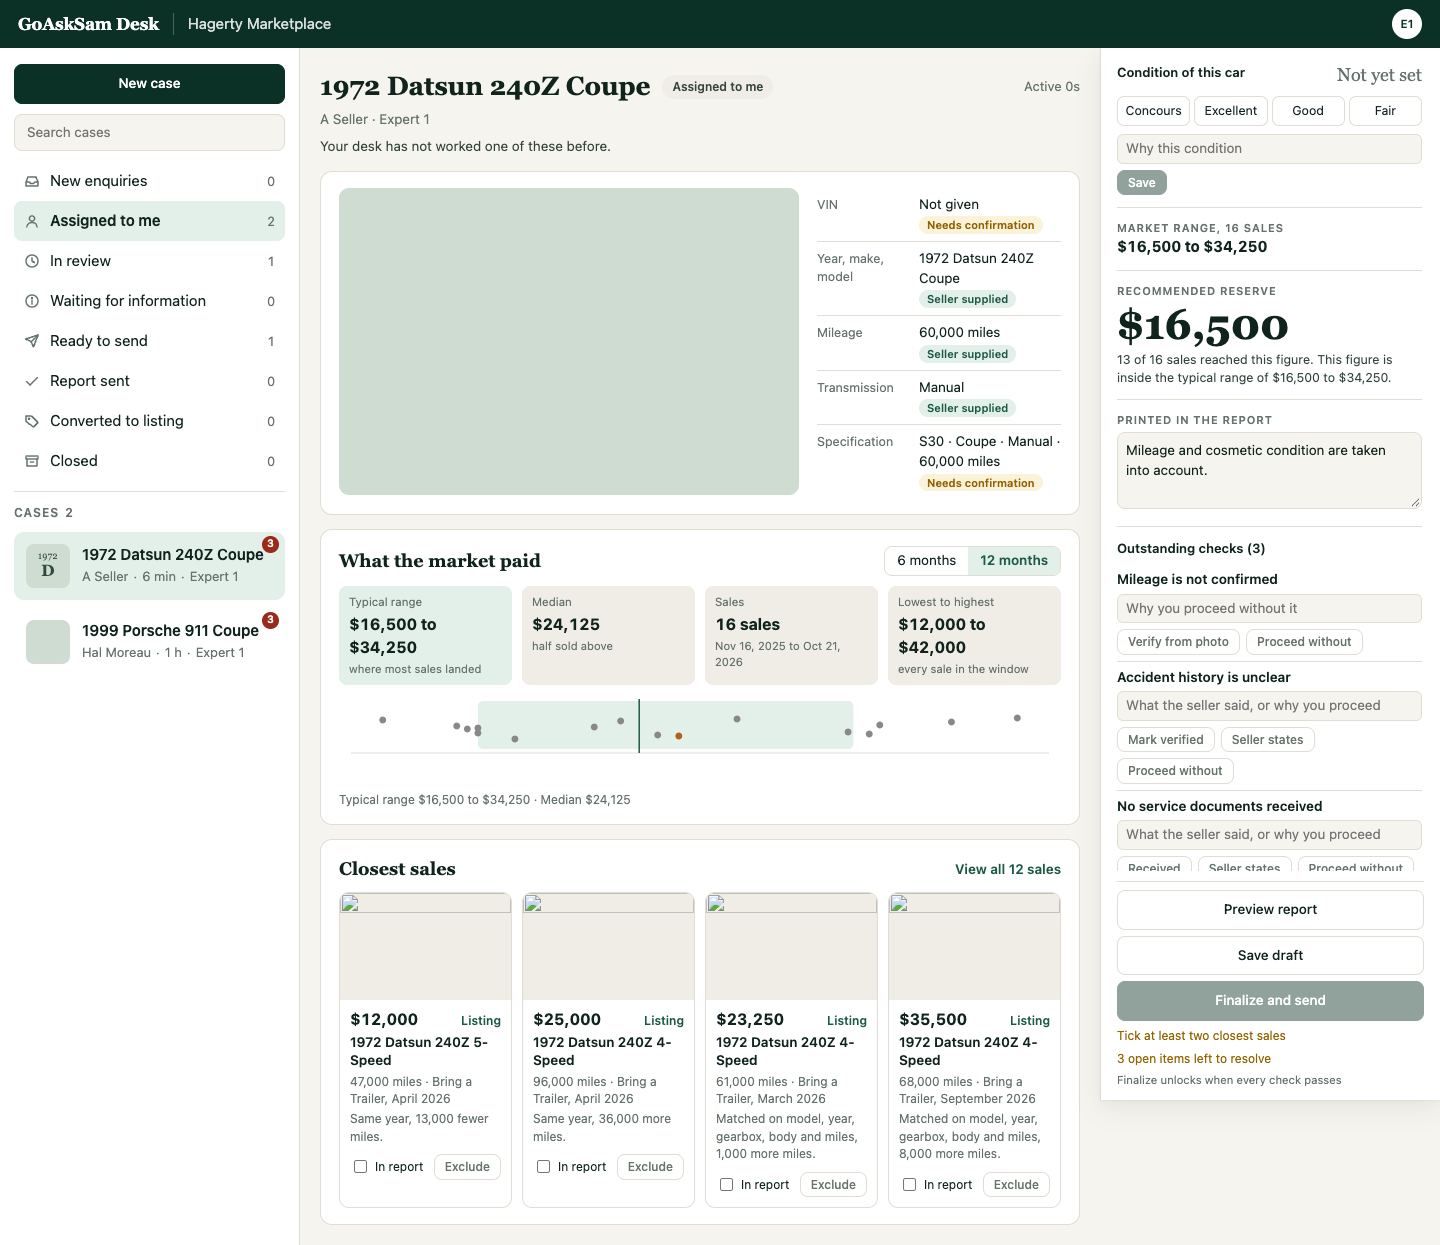 GoAskSam Desk
Hagerty Marketplace
E1
New case
Search cases
New enquiries 0
Assigned to me 2
In review 1
Waiting for information 0
Ready to send 1
Report sent 0
Converted to listing 0
Closed 0
CASES 2
1972
D
1972 Datsun 240Z Coupe
3
A Seller · 6 min · Expert 1
1999 Porsche 911 Coupe
3
Hal Moreau · 1 h · Expert 1
1972 Datsun 240Z Coupe
Assigned to me
Active 0s
A Seller · Expert 1
Your desk has not worked one of these before.
VIN
Not given
Needs confirmation
Year, make,
model
1972 Datsun 240Z
Coupe
Seller supplied
Mileage
60,000 miles
Seller supplied
Transmission
Manual
Seller supplied
Specification
S30 · Coupe · Manual ·
60,000 miles
Needs confirmation
What the market paid
6 months
12 months
Typical range
$16,500 to
$34,250
where most sales landed
Median
$24,125
half sold above
Sales
16 sales
Nov 16, 2025 to Oct 21,
2026
Lowest to highest
$12,000 to
$42,000
every sale in the window
Typical range $16,500 to $34,250 · Median $24,125
Closest sales
View all 12 sales
$12,000
Listing
1972 Datsun 240Z 5-
Speed
47,000 miles · Bring a
Trailer, April 2026
Same year, 13,000 fewer
miles.
In report
Exclude
$25,000
Listing
1972 Datsun 240Z 4-
Speed
96,000 miles · Bring a
Trailer, April 2026
Same year, 36,000 more
miles.
In report
Exclude
$23,250
Listing
1972 Datsun 240Z 4-
Speed
61,000 miles · Bring a
Trailer, March 2026
Matched on model, year,
gearbox, body and miles,
1,000 more miles.
In report
Exclude
$35,500
Listing
1972 Datsun 240Z 4-
Speed
68,000 miles · Bring a
Trailer, September 2026
Matched on model, year,
gearbox, body and miles,
8,000 more miles.
In report
Exclude
Condition of this car
Not yet set
Concours
Excellent
Good
Fair
Why this condition
Save
MARKET RANGE, 16 SALES
$16,500 to $34,250
RECOMMENDED RESERVE
$16,500
13 of 16 sales reached this figure. This figure is
inside the typical range of $16,500 to $34,250.
PRINTED IN THE REPORT
Mileage and cosmetic condition are taken
into account.
Outstanding checks (3)
Mileage is not confirmed
Why you proceed without it
Verify from photo
Proceed without
Accident history is unclear
What the seller said, or why you proceed
Mark verified
Seller states
Proceed without
No service documents received
What the seller said, or why you proceed
Received
Seller states
Proceed without
Preview report
Save draft
Finalize and send
Tick at least two closest sales
3 open items left to resolve
Finalize unlocks when every check passes